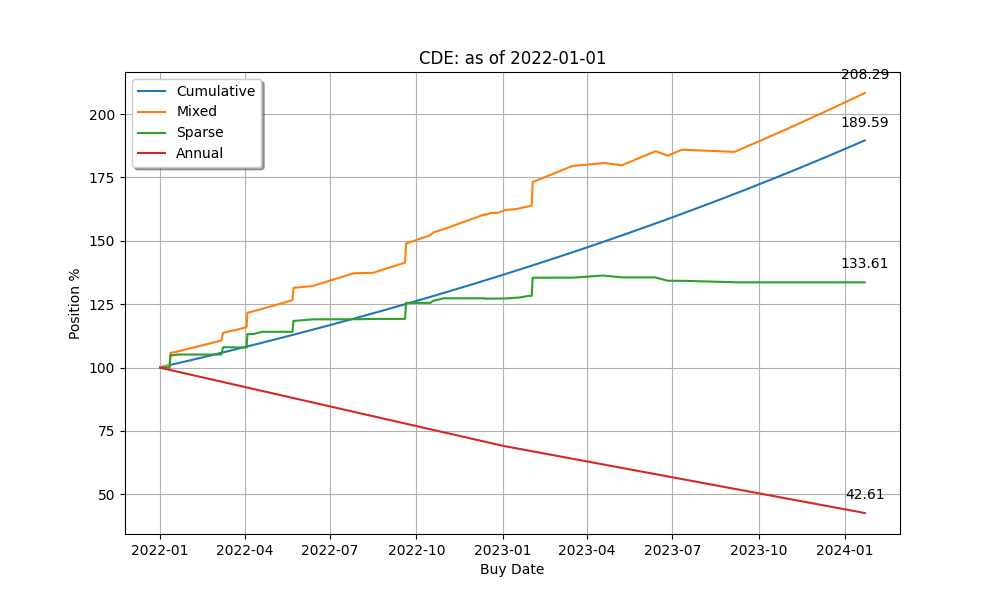 CDE: as of 2022-01-01
Cumulative
Mixed
Sparse
Annual
208.29
189.59
133.61
42.61
200
175
150
125
100
75
50
Position %
2022-01 2022-04 2022-07 2022-10 2023-01 2023-04 2023-07 2023-10 2024-01
Buy Date